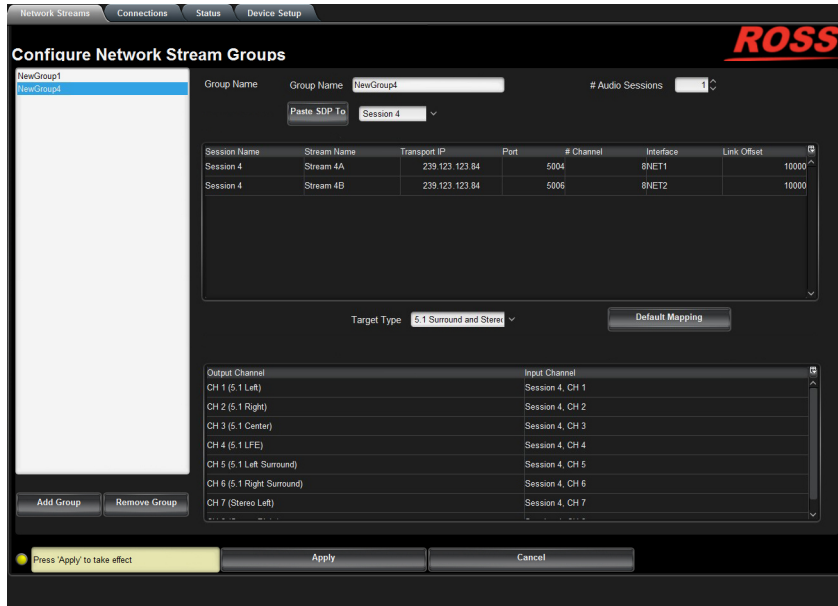 Network Streams Connections Status Device Setup
ROSS
Configure Network Stream Groups
NewGroup1
NewGroup4
Group Name Group Name NewGroup4 # Audio Sessions 1
Paste SDP To Session 4
Session Name Stream Name Transport IP Port # Channel Interface Link Offset
Session 4 Stream 4A 239.123.123.84 5004 8 NET1 10000
Session 4 Stream 4B 239.123.123.84 5006 8 NET2 10000
Target Type 5.1 Surround and Stereo Default Mapping
Output Channel Input Channel
CH 1 (5.1 Left) Session 4, CH 1
CH 2 (5.1 Right) Session 4, CH 2
CH 3 (5.1 Center) Session 4, CH 3
CH 4 (5.1 LFE) Session 4, CH 4
CH 5 (5.1 Left Surround) Session 4, CH 5
CH 6 (5.1 Right Surround) Session 4, CH 6
CH 7 (Stereo Left) Session 4, CH 7
Add Group Remove Group
Press 'Apply' to take effect Apply Cancel